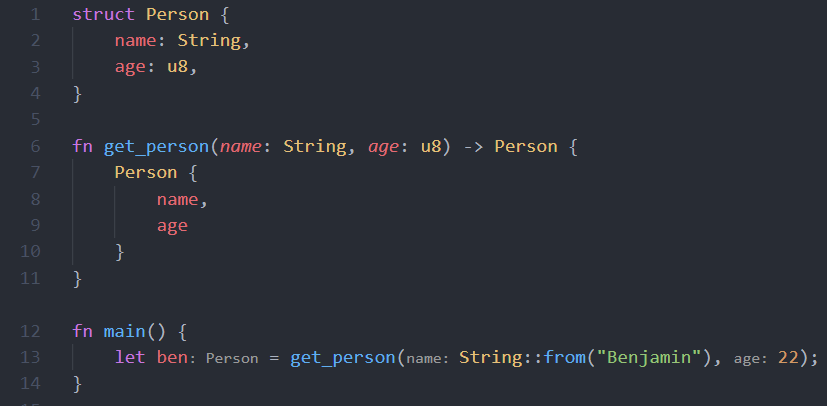 1 struct Person {
2     name: String,
3     age: u8,
4 }
5
6 fn get_person(name: String, age: u8) -> Person {
7     Person {
8         name,
9         age
10     }
11 }
12 fn main() {
13     let ben: Person = get_person(name: String::from("Benjamin"), age: 22);
14 }